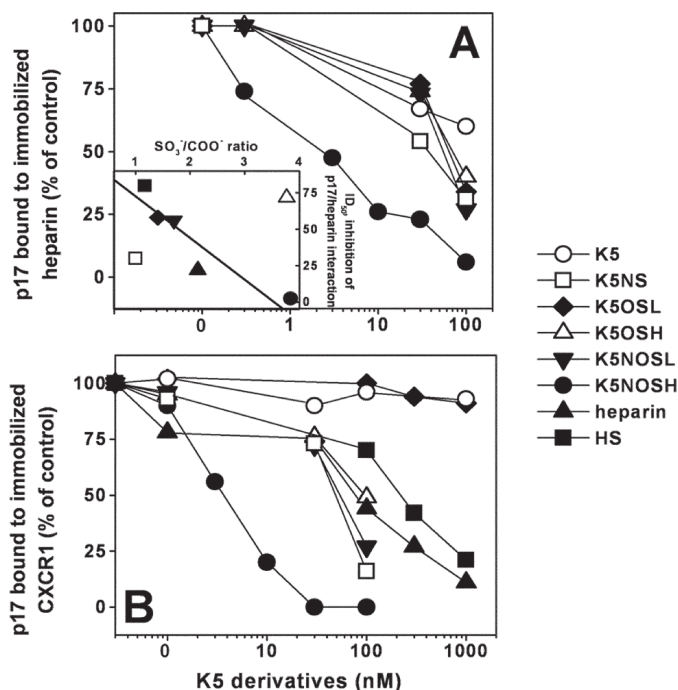 A
p17 bound to immobilized
heparin (% of control)
100
75
50
25
0
0
1
10
100
SO3-/COO- ratio
1
2
3
4
75
50
25
0
ID50, inhibition of
p17/heparin interaction
B
p17 bound to immobilized
CXCR1 (% of control)
100
75
50
25
0
0
10
100
1000
K5 derivatives (nM)
K5
K5NS
K5OSL
K5OSH
K5NOSL
K5NOSH
heparin
HS